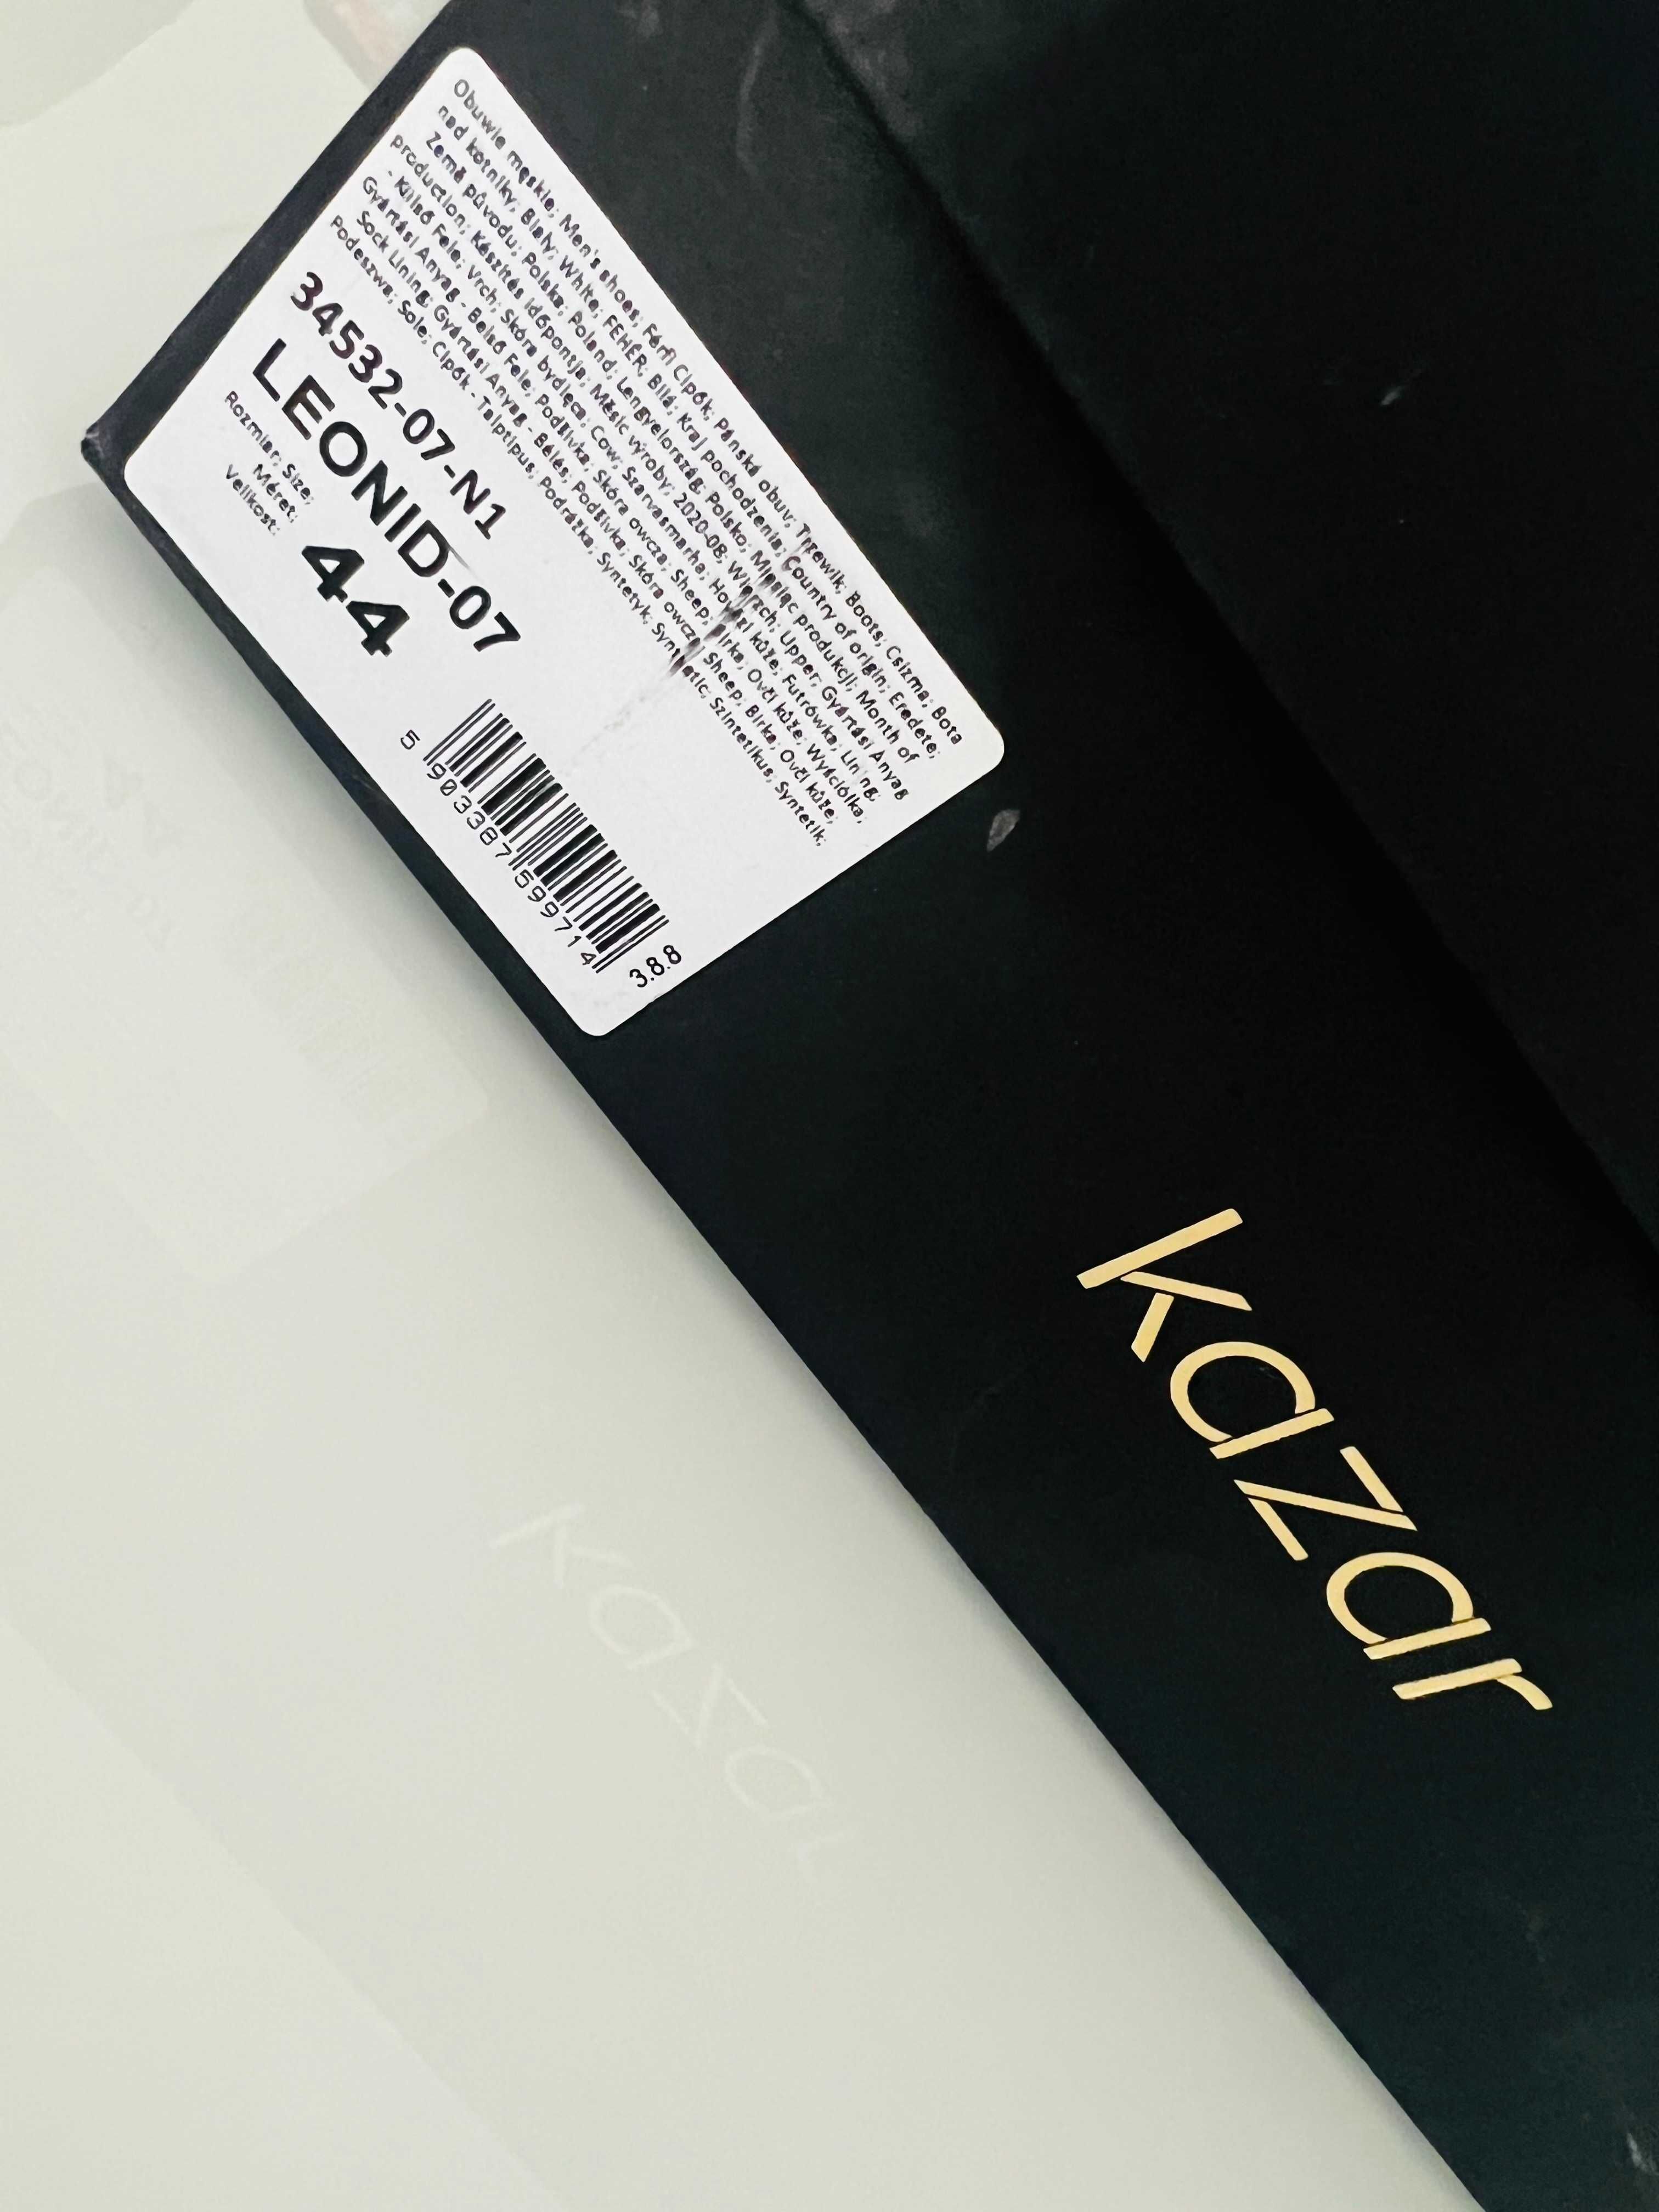 Obuwie męskie; Men's shoes; Férfi Cipők; Pánská obuv; Trzewik; Boots; Csizma; Bota
nad kotníky; Biały; White; FEHÉR; Bílá; Kraj pochodzenia; Country of origin; Eredete;
Země původu; Polska; Poland; Lengyelország; Polsko; Miesiąc produkcji; Month of
production; Készítés időpontja; Měsíc výroby; 2020-08; Wierzch; Upper; Gyártási Anyag
- Külső Fele; Vrch; Skóra bydlęca; Cow; Szarvasmarha; Hovězí kůže; Futrówka; Lining;
Gyártási Anyag - Belső Fele; Podšívka; Skóra owcza; Sheep; Birka; Ovčí kůže; Wyściółka;
Sock Lining; Gyártási Anyag - Bélés; Podšívka; Skóra owcza; Sheep; Birka; Ovčí kůže;
Podeszwa; Sole; Cipők - Talptípus; Podrážka; Syntetyk; Synthetic; Szintetikus; Syntetik;
34532-07-N1
LEONID-07
Rozmiar; Size;
Méret;
Velikost:
44
5 903387 699714
3.8.8
kazar
kazar